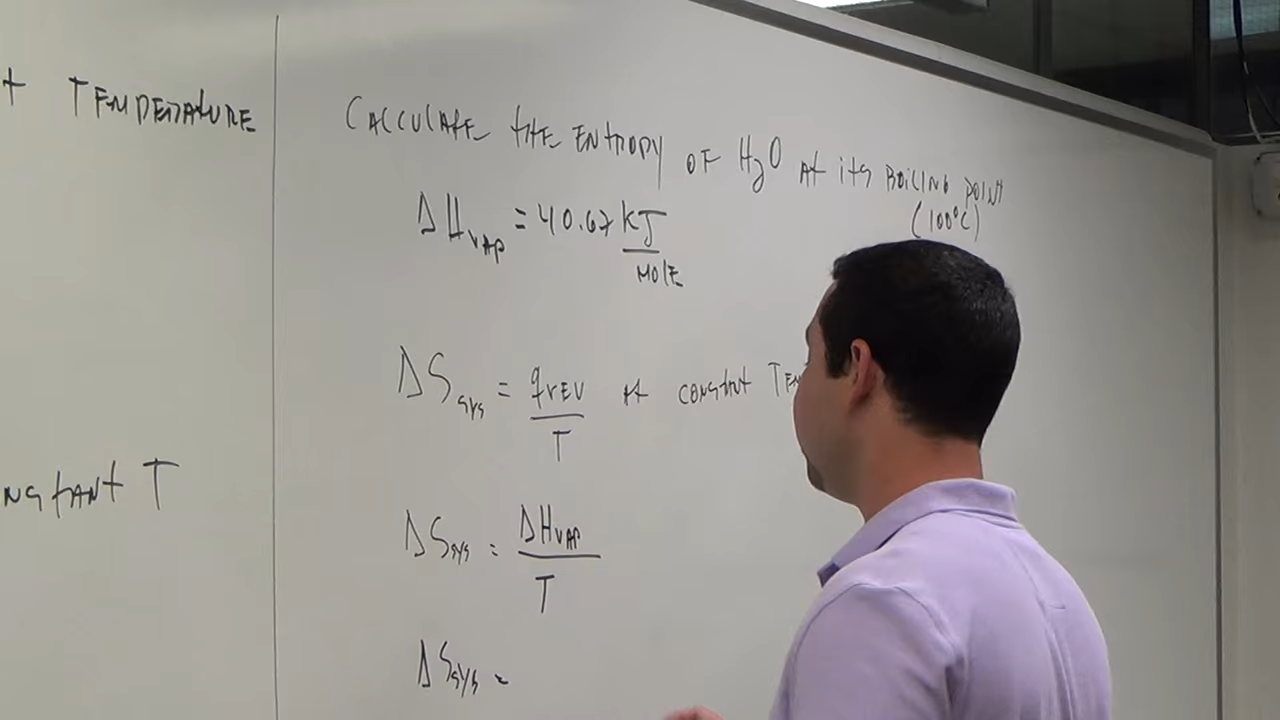 t TEMPERATURE
NSTANT T
CALCULATE THE ENTROPY OF H2O AT ITS BOILING POINT
(100°C)
ΔHVAP = 40.67 KJ
MOLE
ΔSsys = qrev AT CONSTANT TEM
T
ΔSsys = ΔHVAP
T
ΔSsys =